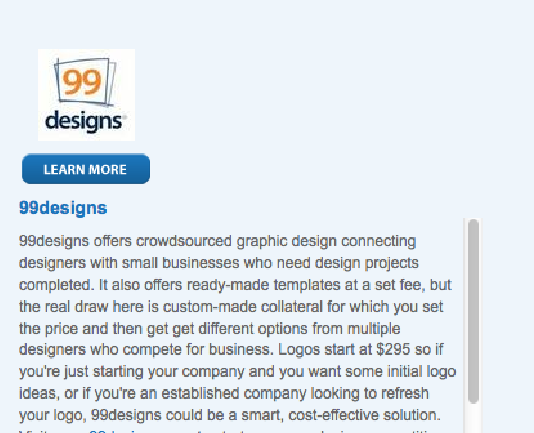 99
designs
LEARN MORE
99designs
99designs offers crowdsourced graphic design connecting
designers with small businesses who need design projects
completed. It also offers ready-made templates at a set fee, but
the real draw here is custom-made collateral for which you set
the price and then get get different options from multiple
designers who compete for business. Logos start at $295 so if
you're just starting your company and you want some initial logo
ideas, or if you're an established company looking to refresh
your logo, 99designs could be a smart, cost-effective solution.